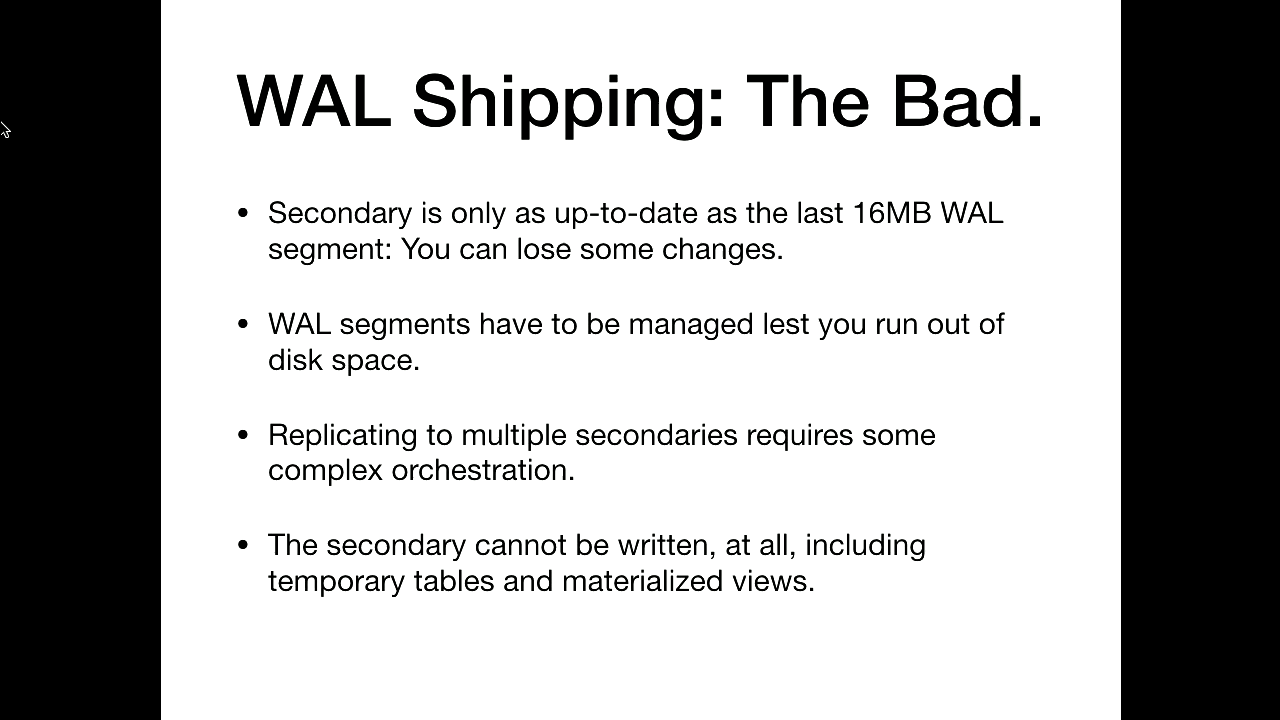 WAL Shipping: The Bad.
• Secondary is only as up-to-date as the last 16MB WAL
segment: You can lose some changes.
• WAL segments have to be managed lest you run out of
disk space.
• Replicating to multiple secondaries requires some
complex orchestration.
• The secondary cannot be written, at all, including
temporary tables and materialized views.